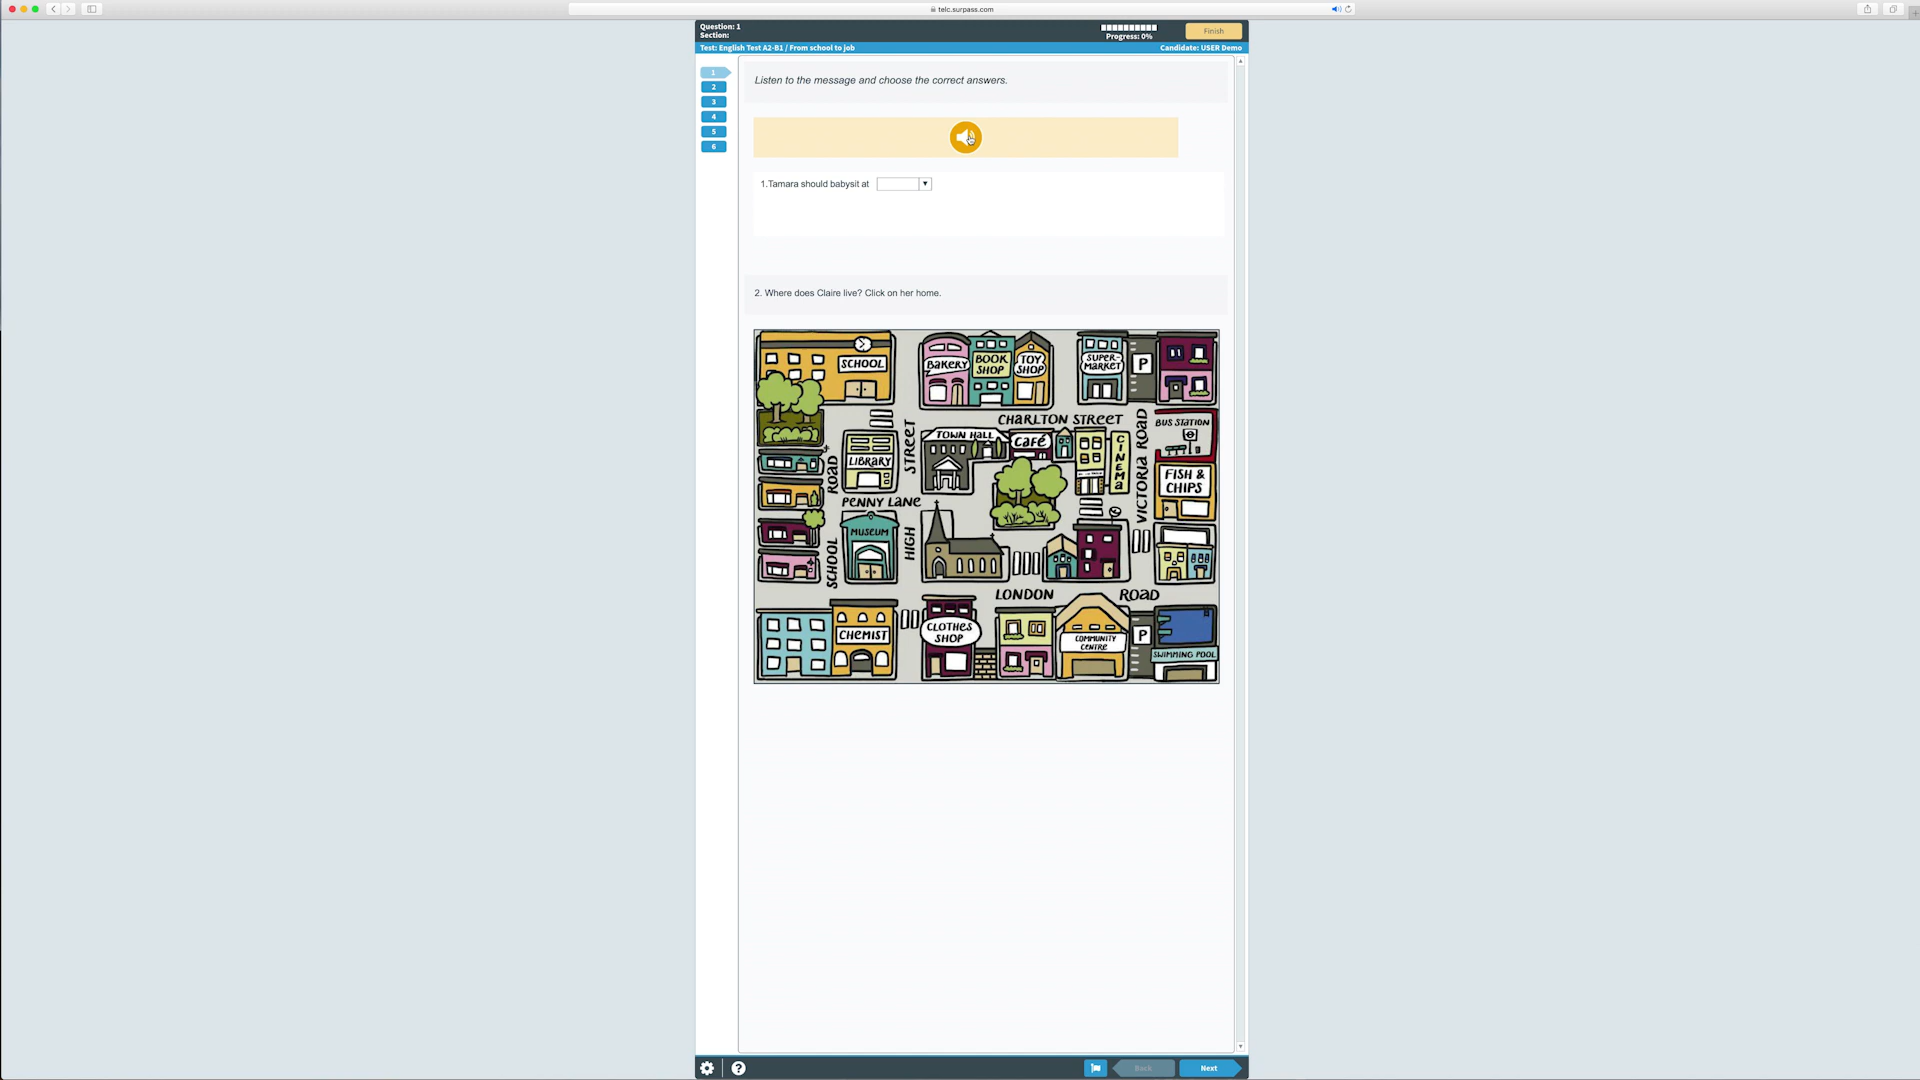 telc.surpass.com
Question: 1
Section:
Progress: 0%
Finish
Test: English Test A2-B1 / From school to job
Candidate: USER Demo
1
2
3
4
5
6
Listen to the message and choose the correct answers.
1.Tamara should babysit at
2. Where does Claire live? Click on her home.
SCHOOL
BAKERY
BOOK
SHOP
TOY
SHOP
SUPER-
MARKET
P
CHARLTON STREET
BUS STATION
TOWN HALL
CAFÉ
CINEMA
VICTORIA ROAD
LIBRARY
HIGH STREET
SCHOOL ROAD
FISH &
CHIPS
PENNY LANE
MUSEUM
LONDON ROAD
CHEMIST
CLOTHES
SHOP
COMMUNITY
CENTRE
P
SWIMMING POOL
?
Back
Next